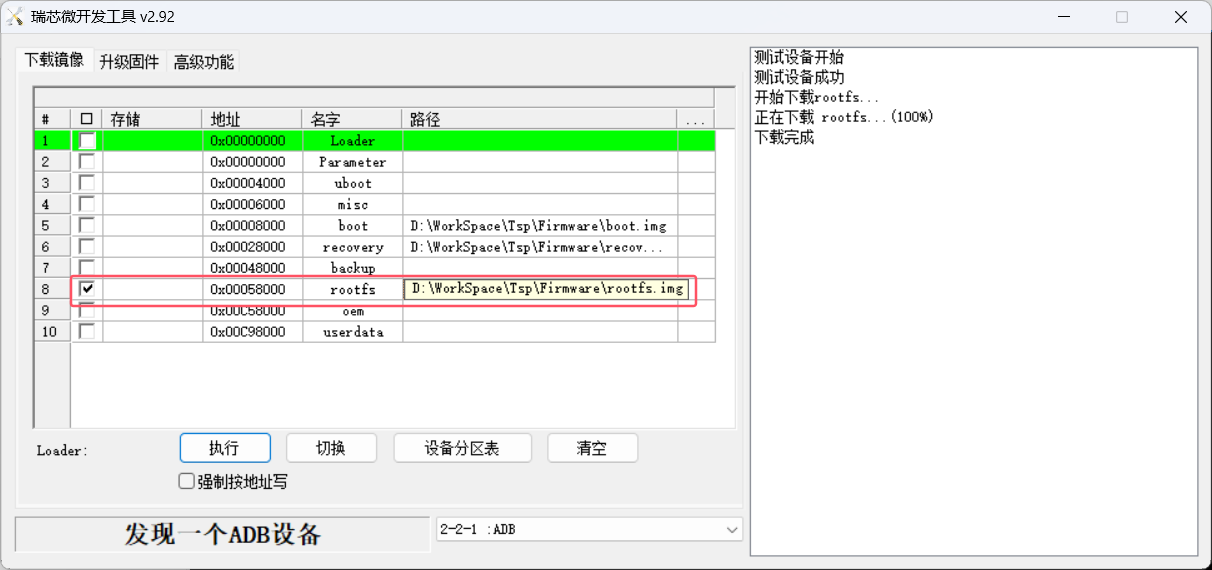 瑞芯微开发工具 v2.92
下载镜像 升级固件 高级功能
# 存储 地址 名字 路径 ...
1 0x00000000 Loader
2 0x00000000 Parameter
3 0x00004000 uboot
4 0x00006000 misc
5 0x00008000 boot D:\WorkSpace\Tsp\Firmware\boot.img
6 0x00028000 recovery D:\WorkSpace\Tsp\Firmware\recov...
7 0x00048000 backup
8 0x00058000 rootfs D:\WorkSpace\Tsp\Firmware\rootfs.img
9 0x00C58000 oem
10 0x00C98000 userdata
Loader: 执行 切换 设备分区表 清空
强制按地址写
发现一个ADB设备 2-2-1 :ADB
测试设备开始
测试设备成功
开始下载rootfs...
正在下载 rootfs...(100%)
下载完成